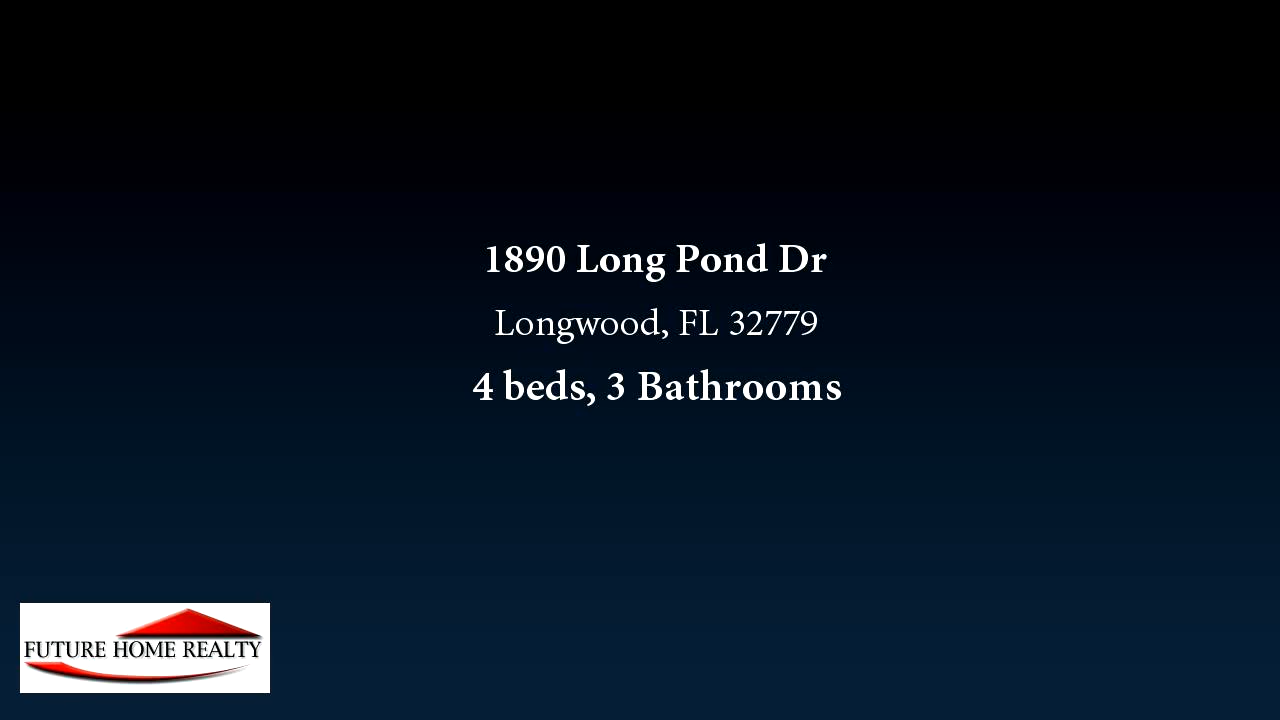 1890 Long Pond Dr
Longwood, FL 32779
4 beds, 3 Bathrooms
FUTURE HOME REALTY